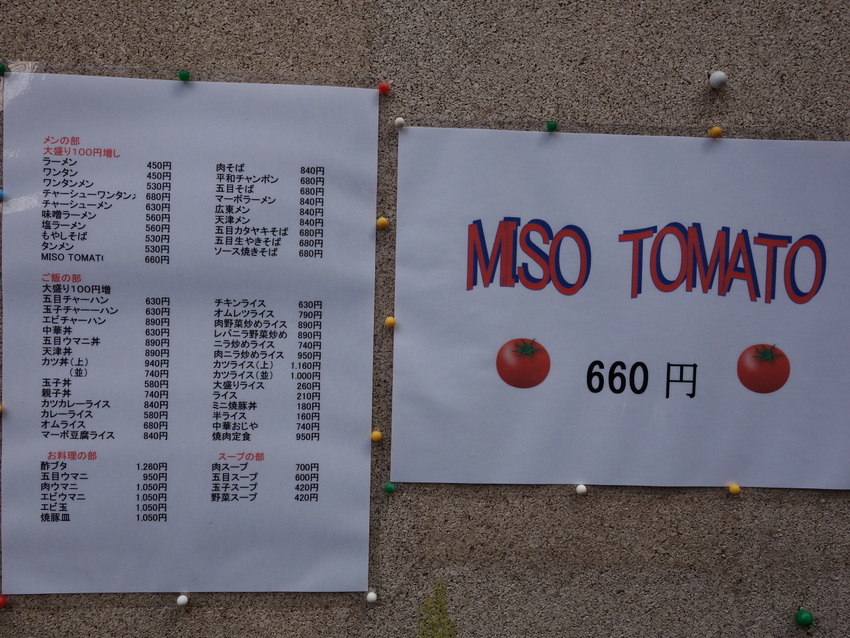 メンの部
大盛り100円増し
ラーメン 450円
ワンタン 450円
ワンタンメン 530円
チャーシューワンタン 680円
チャーシューメン 630円
味噌ラーメン 560円
塩ラーメン 560円
もやしそば 530円
タンメン 530円
MISO TOMATO 660円
肉そば 840円
平和チャンポン 680円
五目そば 680円
マーボラーメン 840円
広東メン 840円
天津メン 840円
五目カタヤキそば 680円
五目生やきそば 680円
ソース焼きそば 680円
ご飯の部
大盛り100円増
五目チャーハン 630円
玉子チャーーハン 630円
エビチャーハン 890円
中華丼 630円
五目ウマニ丼 890円
天津丼 890円
カツ丼(上) 940円
(並) 740円
玉子丼 580円
親子丼 740円
カツカレーライス 840円
カレーライス 580円
オムライス 680円
マーボ豆腐ライス 840円
チキンライス 630円
オムレツライス 790円
肉野菜炒めライス 890円
レバニラ野菜炒め 890円
ニラ炒めライス 740円
肉ニラ炒めライス 950円
カツライス(上) 1.160円
カツライス(並) 1.000円
大盛りライス 260円
ライス 210円
ミニ焼豚丼 180円
半ライス 160円
中華おじや 740円
焼肉定食 950円
お料理の部
酢ブタ 1.260円
五目ウマニ 950円
肉ウマニ 1.050円
エビウマニ 1.050円
エビ玉 1.050円
焼豚皿 1.050円
スープの部
肉スープ 700円
五目スープ 600円
玉子スープ 420円
野菜スープ 420円
MISO TOMATO
660 円